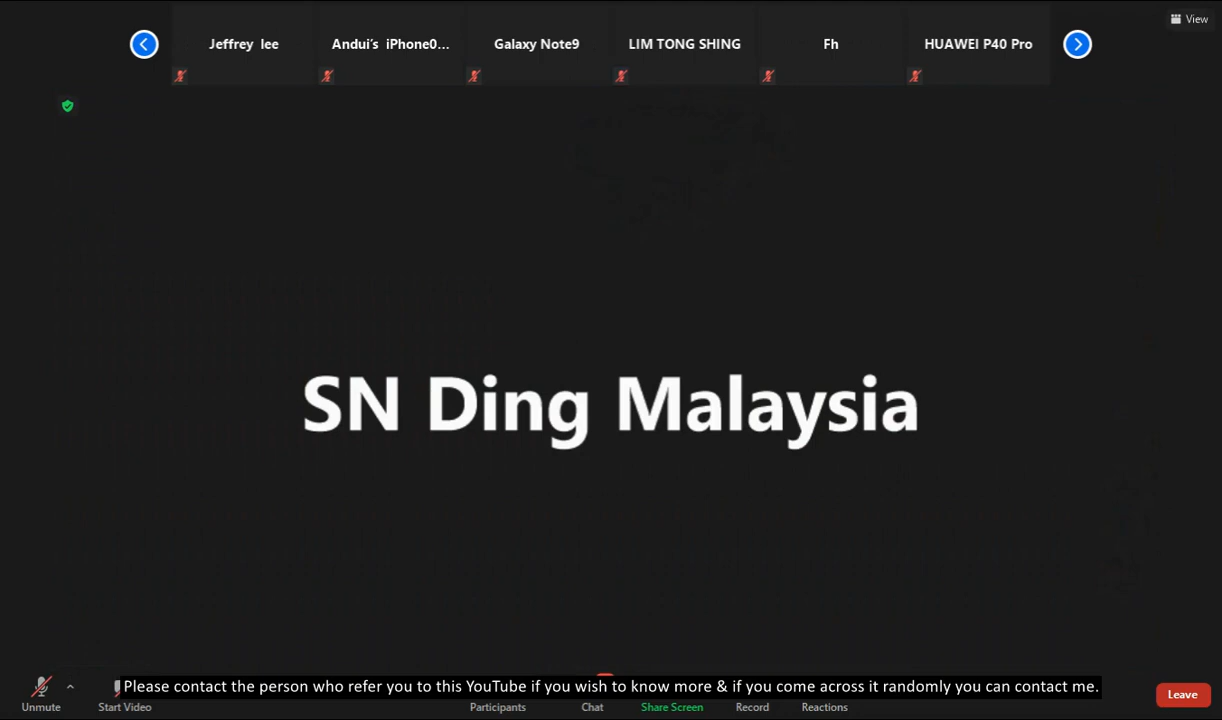 View
Jeffrey lee
Andui's iPhone0...
Galaxy Note9
LIM TONG SHING
Fh
HUAWEI P40 Pro
SN Ding Malaysia
Please contact the person who refer you to this YouTube if you wish to know more & if you come across it randomly you can contact me.
Unmute
Start Video
Participants
Chat
Share Screen
Record
Reactions
Leave